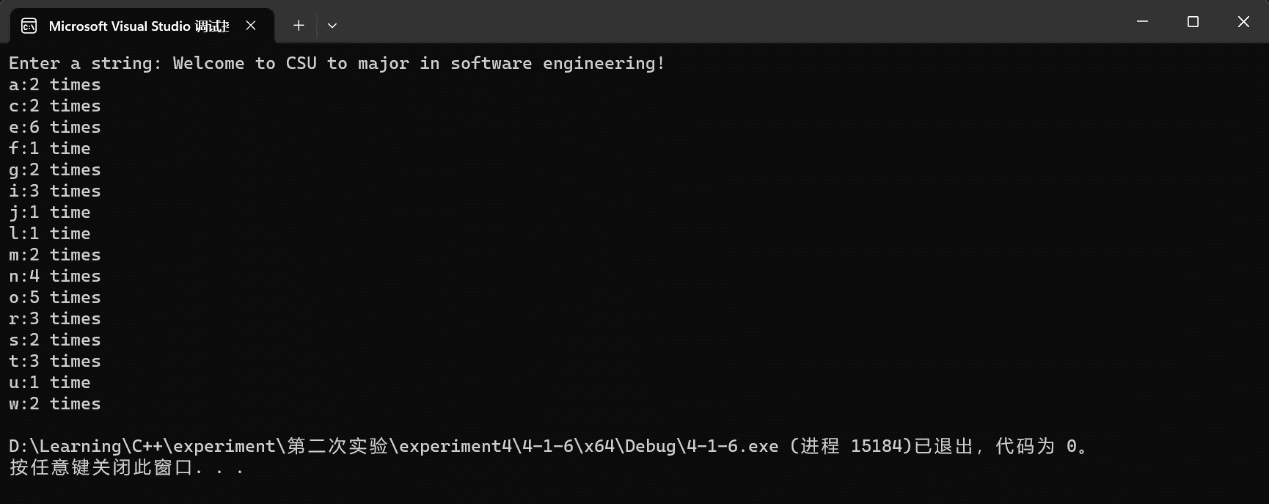 Microsoft Visual Studio 调试控
Enter a string: Welcome to CSU to major in software engineering!
a:2 times
c:2 times
e:6 times
f:1 time
g:2 times
i:3 times
j:1 time
l:1 time
m:2 times
n:4 times
o:5 times
r:3 times
s:2 times
t:3 times
u:1 time
w:2 times
D:\Learning\C++\experiment\第二次实验\experiment4\4-1-6\x64\Debug\4-1-6.exe (进程 15184)已退出，代码为 0。
按任意键关闭此窗口. . .